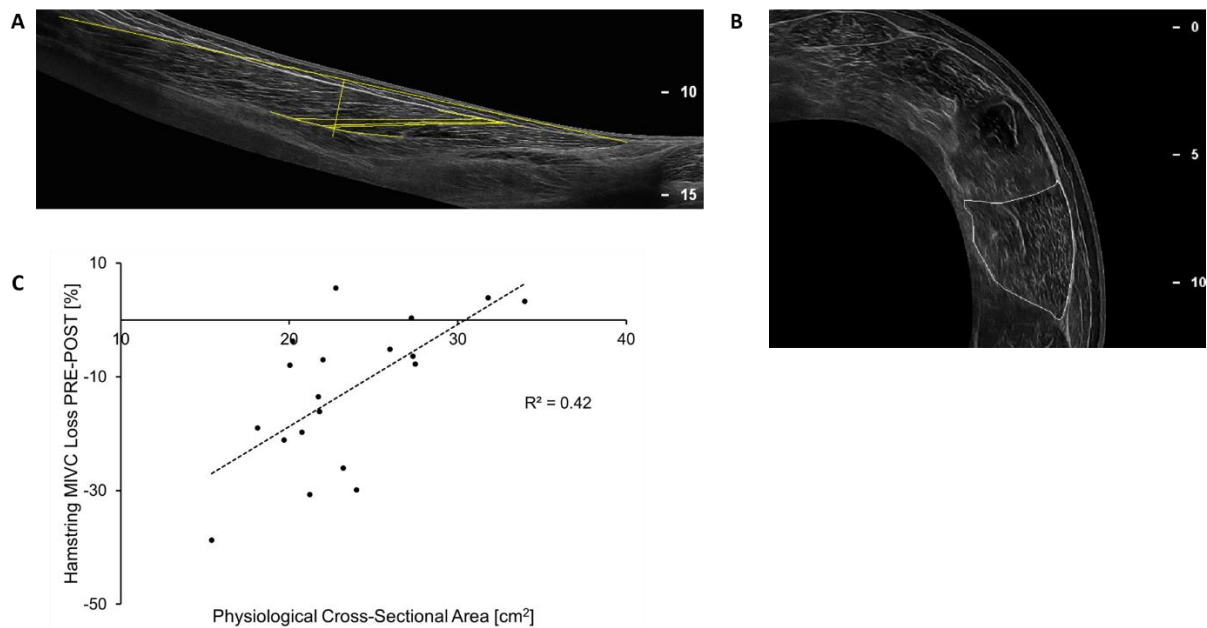 A
10
15
B
0
5
10
C
10
-10
-30
-50
10
20
30
40
Hamstring MIVC Loss PRE-POST [%]
R² = 0.42
Physiological Cross-Sectional Area [cm²]